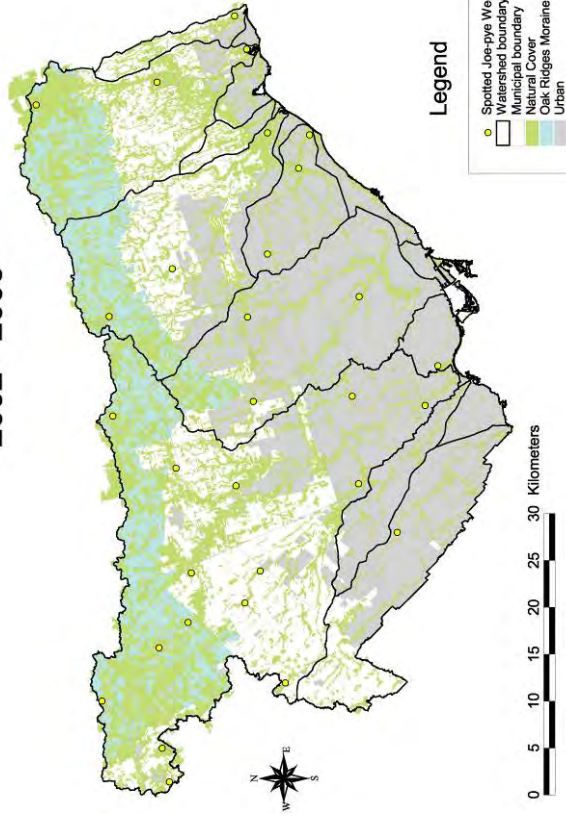 Legend
Spotted Joe-pye We
Watershed boundary
Municipal boundary
Natural Cover
Oak Ridges Moraine
Urban
N
W
E
S
0 5 10 15 20 25 30 Kilometers